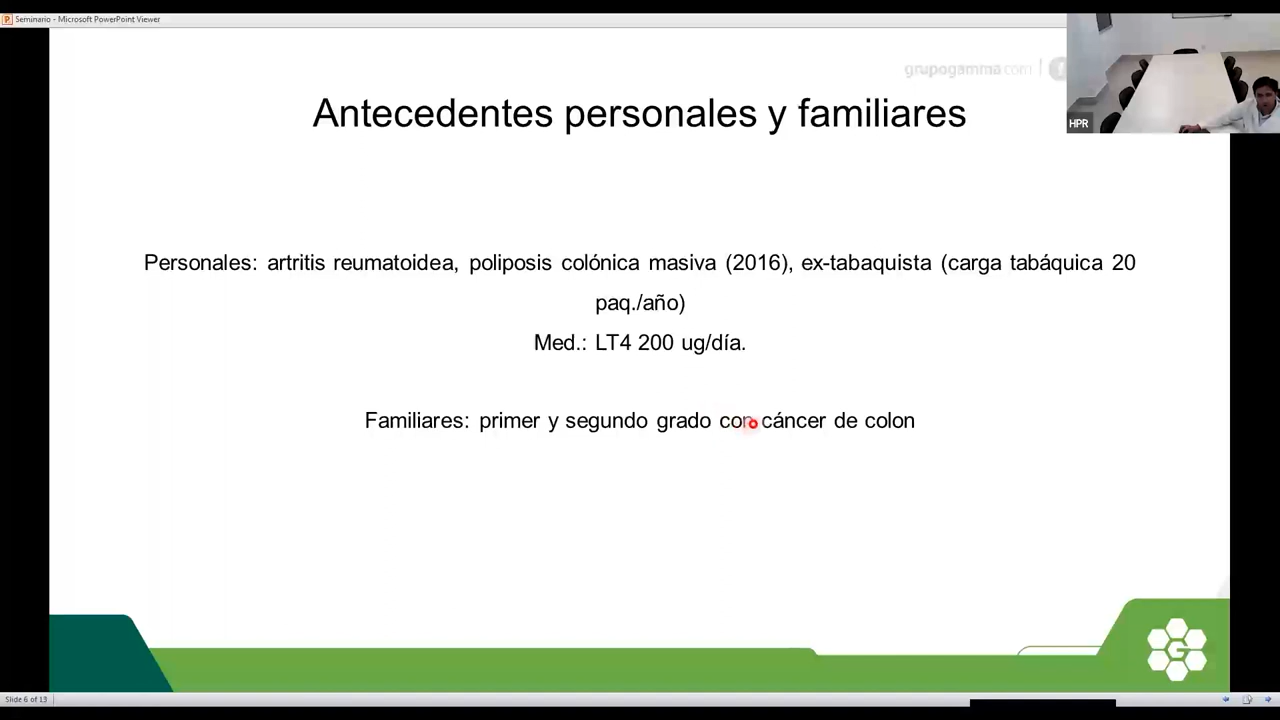 Seminario - Microsoft PowerPoint Viewer
grupogamma.com
Antecedentes personales y familiares
HPR
Personales: artritis reumatoidea, poliposis colónica masiva (2016), ex-tabaquista (carga tabáquica 20
paq./año)
Med.: LT4 200 ug/día.
Familiares: primer y segundo grado con cáncer de colon
G
Slide 6 of 13